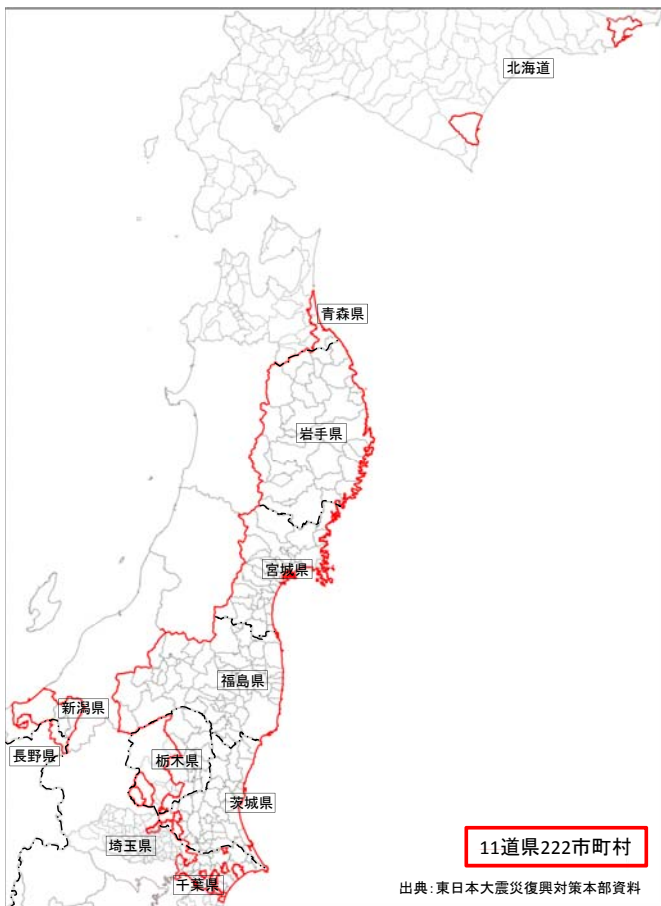 北海道
青森県
岩手県
宮城県
福島県
新潟県
長野県
栃木県
茨城県
埼玉県
千葉県
11道県222市町村
出典：東日本大震災復興対策本部資料